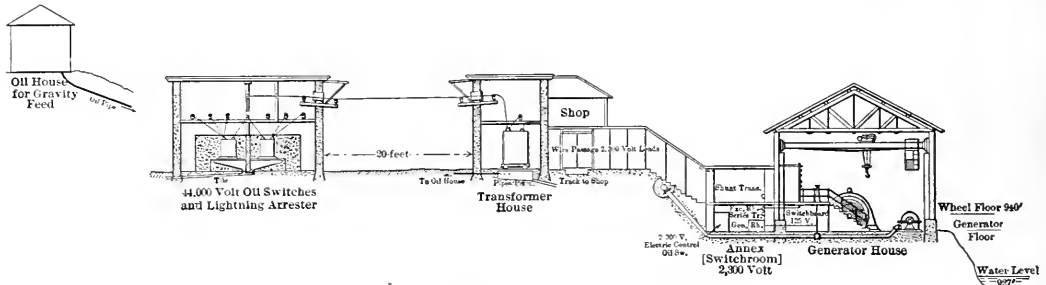 Oil House
for Gravity
Feed
Oil Pipe
44,000 Volt Oil Switches
and Lightning Arrester
Tile
20 feet
To Oil House
Transformer
House
Shop
Wire Passage 2,300 Volt Leads
Track to Shop
2,300 V.
Electric Control
Oil Sw.
Shunt Trans.
Exc. Rh.
Series Tr.
Gen. Rh.
Switchboard
125 V.
Annex
[Switchroom]
2,300 Volt
Generator House
Wheel Floor
Generator
Floor
Water Level